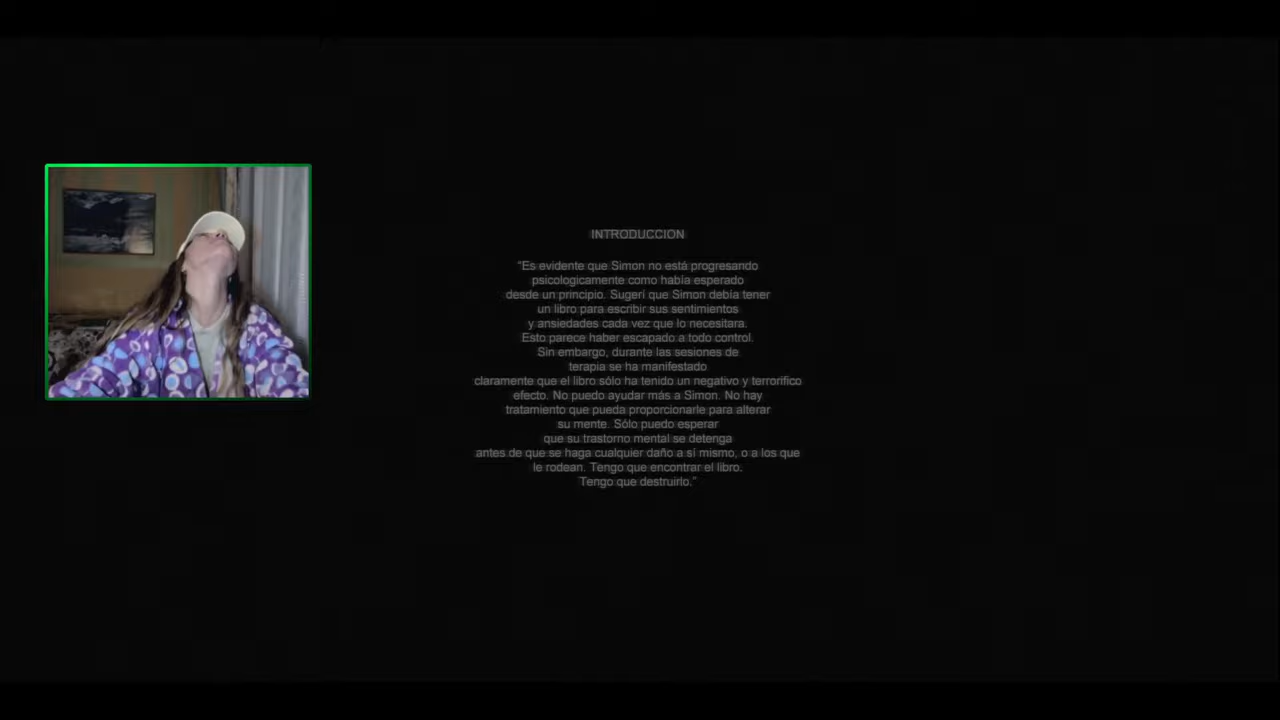 INTRODUCCION
“Es evidente que Simon no está progresando
psicologicamente como había esperado
desde un principio. Sugerí que Simon debía tener
un libro para escribir sus sentimientos
y ansiedades cada vez que lo necesitara.
Esto parece haber escapado a todo control.
Sin embargo, durante las sesiones de
terapia se ha manifestado
claramente que el libro sólo ha tenido un negativo y terrorifico
efecto. No puedo ayudar más a Simon. No hay
tratamiento que pueda proporcionarle para alterar
su mente. Sólo puedo esperar
que su trastorno mental se detenga
antes de que se haga cualquier daño a sí mismo, o a los que
le rodean. Tengo que encontrar el libro.
Tengo que destruirlo.”